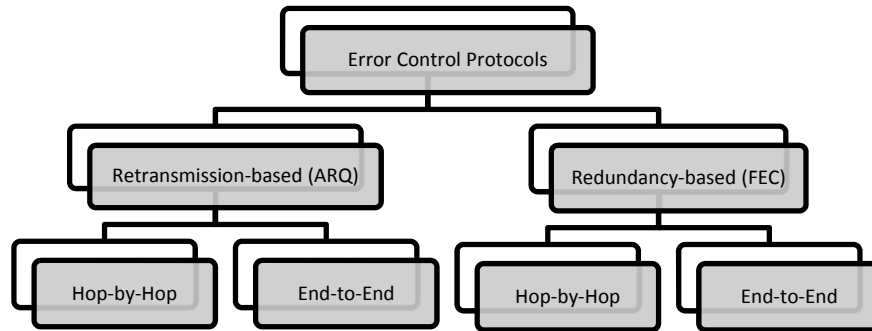 Error Control Protocols
Retransmission-based (ARQ)
Redundancy-based (FEC)
Hop-by-Hop
End-to-End
Hop-by-Hop
End-to-End